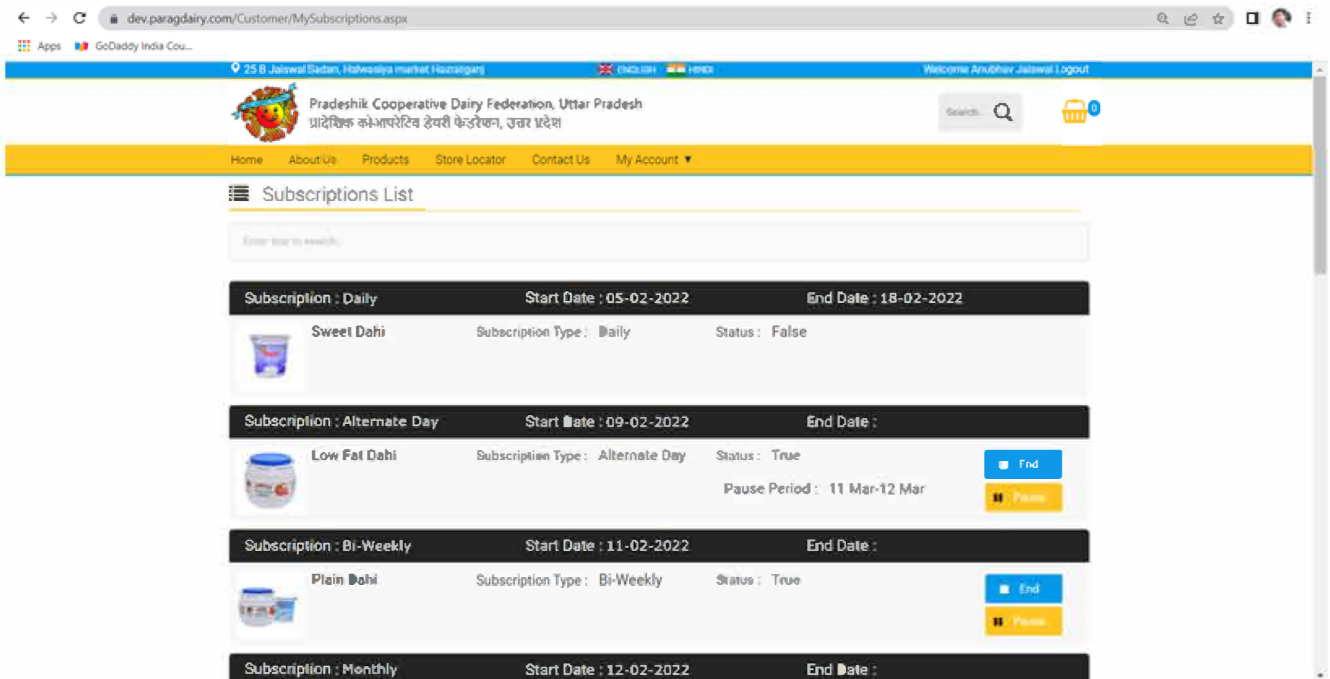 dev.paragdairy.com/Customer/MySubscriptions.aspx
Apps GoDaddy India Cou...
25 B Jaiswal Sadan, Halwasiya market Hazratganj ENGLISH HINDI Welcome Anubhav Jaiswal Logout
Pradeshik Cooperative Dairy Federation, Uttar Pradesh
प्रादेशिक कोआपरेटिव डेयरी फेडरेशन, उत्तर प्रदेश
Search... 0
Home About Us Products Store Locator Contact Us My Account ▼
Subscriptions List
Enter text to search...
Subscription : Daily Start Date : 05-02-2022 End Date : 18-02-2022
Sweet Dahi Subscription Type : Daily Status : False
Subscription : Alternate Day Start Date : 09-02-2022 End Date :
Low Fat Dahi Subscription Type : Alternate Day Status : True
End
Pause Period : 11 Mar-12 Mar
Pause
Subscription : Bi-Weekly Start Date : 11-02-2022 End Date :
Plain Dahi Subscription Type : Bi-Weekly Status : True
End
Pause
Subscription : Monthly Start Date : 12-02-2022 End Date :